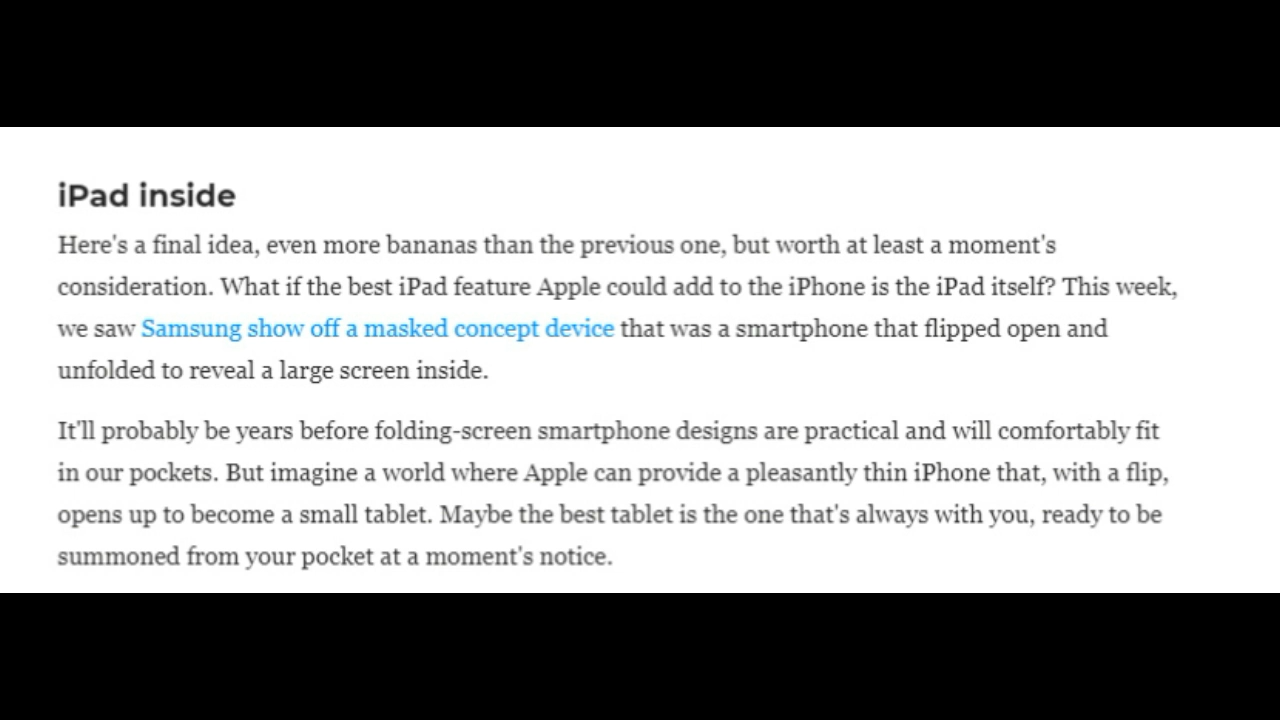 iPad inside
Here's a final idea, even more bananas than the previous one, but worth at least a moment's
consideration. What if the best iPad feature Apple could add to the iPhone is the iPad itself? This week,
we saw Samsung show off a masked concept device that was a smartphone that flipped open and
unfolded to reveal a large screen inside.
It'll probably be years before folding-screen smartphone designs are practical and will comfortably fit
in our pockets. But imagine a world where Apple can provide a pleasantly thin iPhone that, with a flip,
opens up to become a small tablet. Maybe the best tablet is the one that's always with you, ready to be
summoned from your pocket at a moment's notice.